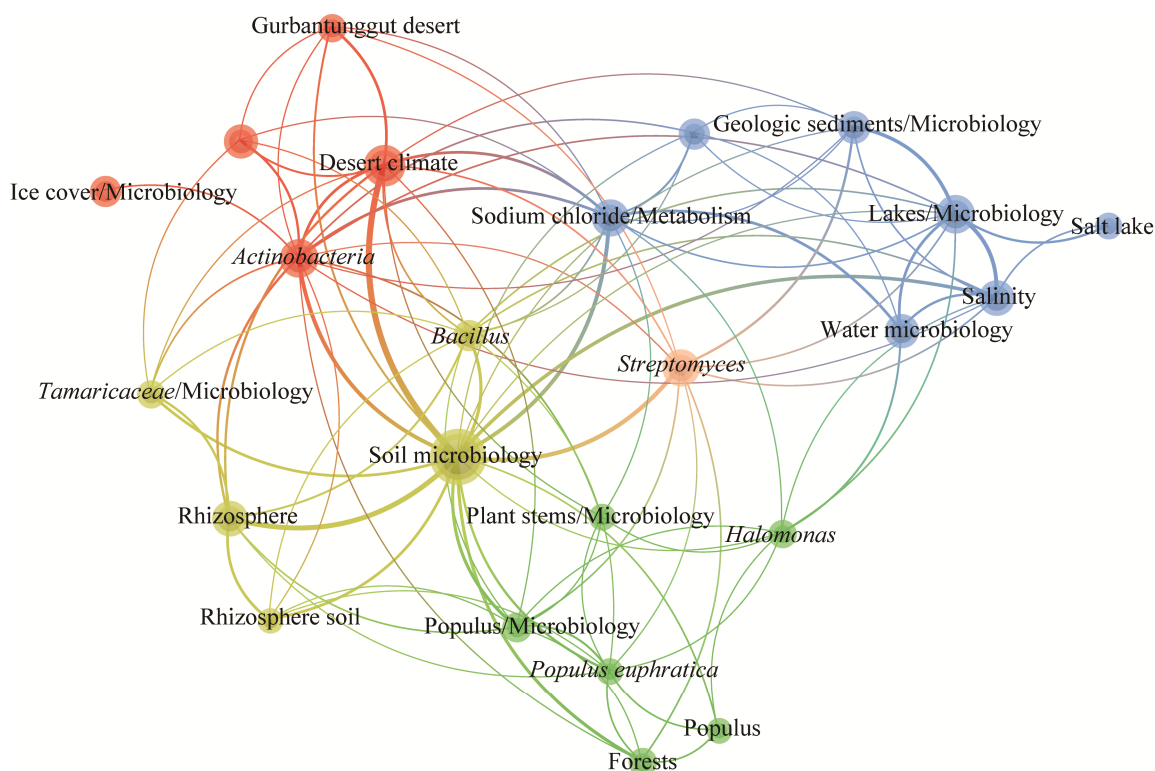 Gurbantunggut desert
Geologic sediments/Microbiology
Desert climate
Ice cover/Microbiology
Sodium chloride/Metabolism
Lakes/Microbiology
Salt lake
Actinobacteria
Salinity
Water microbiology
Bacillus
Streptomyces
Tamaricaceae/Microbiology
Soil microbiology
Rhizosphere
Plant stems/Microbiology
Halomonas
Rhizosphere soil
Populus/Microbiology
Populus euphratica
Populus
Forests